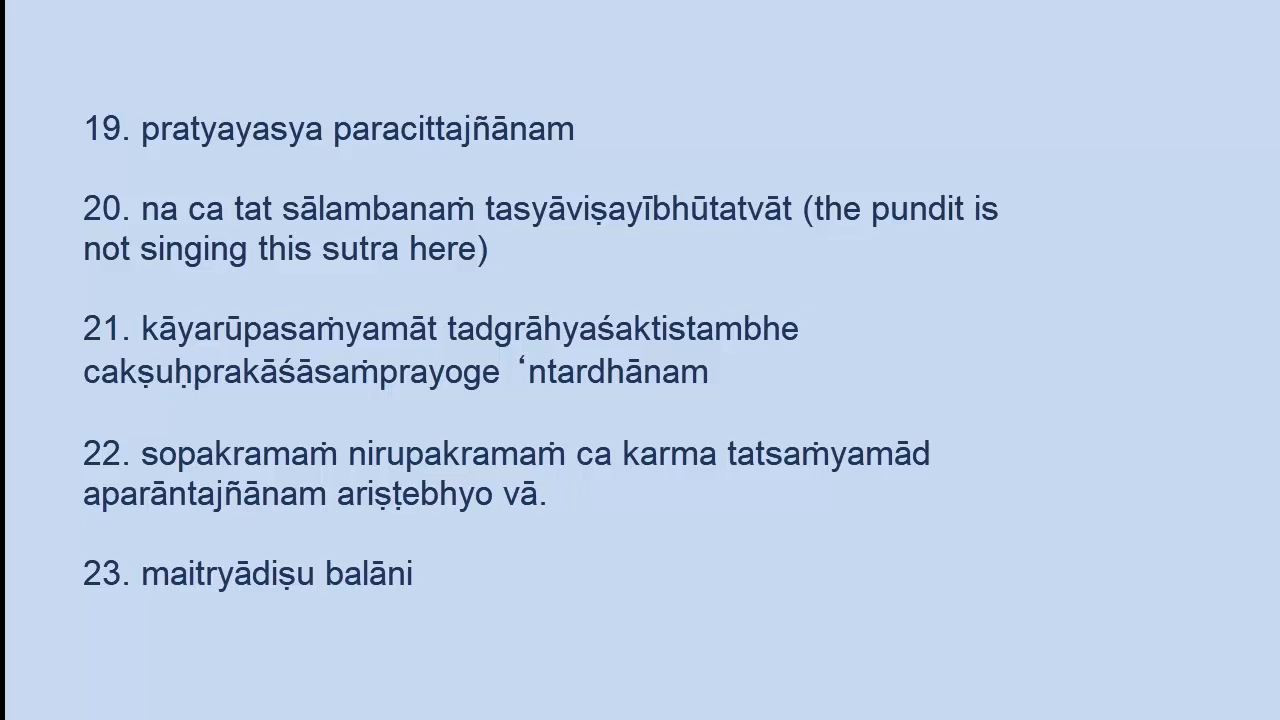 19. pratyayasya paracittajñānam
20. na ca tat sālambanaṁ tasyāviṣayībhūtatvāt (the pundit is
not singing this sutra here)
21. kāyarūpasaṁyamāt tadgrāhyaśaktistambhe
cakṣuḥprakāśāsaṁprayoge ‘ntardhānam
22. sopakramaṁ nirupakramaṁ ca karma tatsaṁyamād
aparāntajñānam ariṣṭebhyo vā.
23. maitryādiṣu balāni